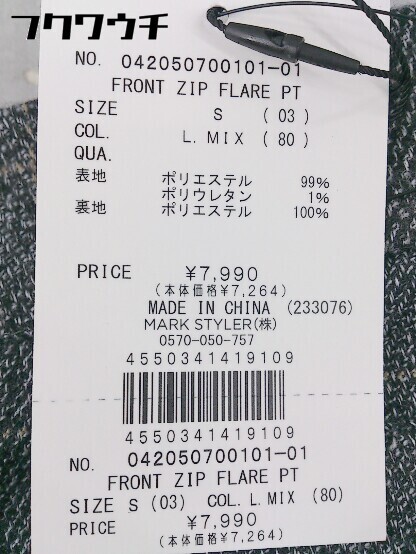 フクワウチ
NO. 042050700101-01
FRONT ZIP FLARE PT
SIZE S (03)
COL. L.MIX (80)
QUA.
表地 ポリエステル 99%
ポリウレタン 1%
裏地 ポリエステル 100%
PRICE ¥7,990
(本体価格¥7,264)
MADE IN CHINA (233076)
MARK STYLER(株)
0570-050-757
4550341419109
4550341419109
NO. 042050700101-01
FRONT ZIP FLARE PT
SIZE S (03) COL. L.MIX (80)
PRICE ¥7,990
(本体価格¥7,264)